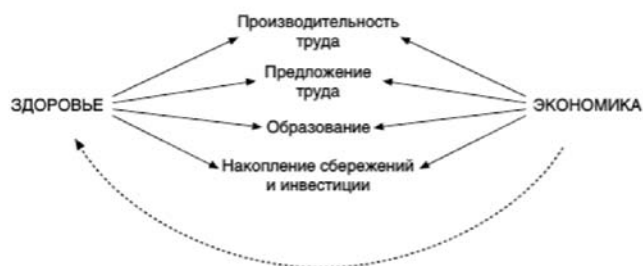 Производительность
труда
Предложение
труда
ЗДОРОВЬЕ
ЭКОНОМИКА
Образование
Накопление сбережений
и инвестиции